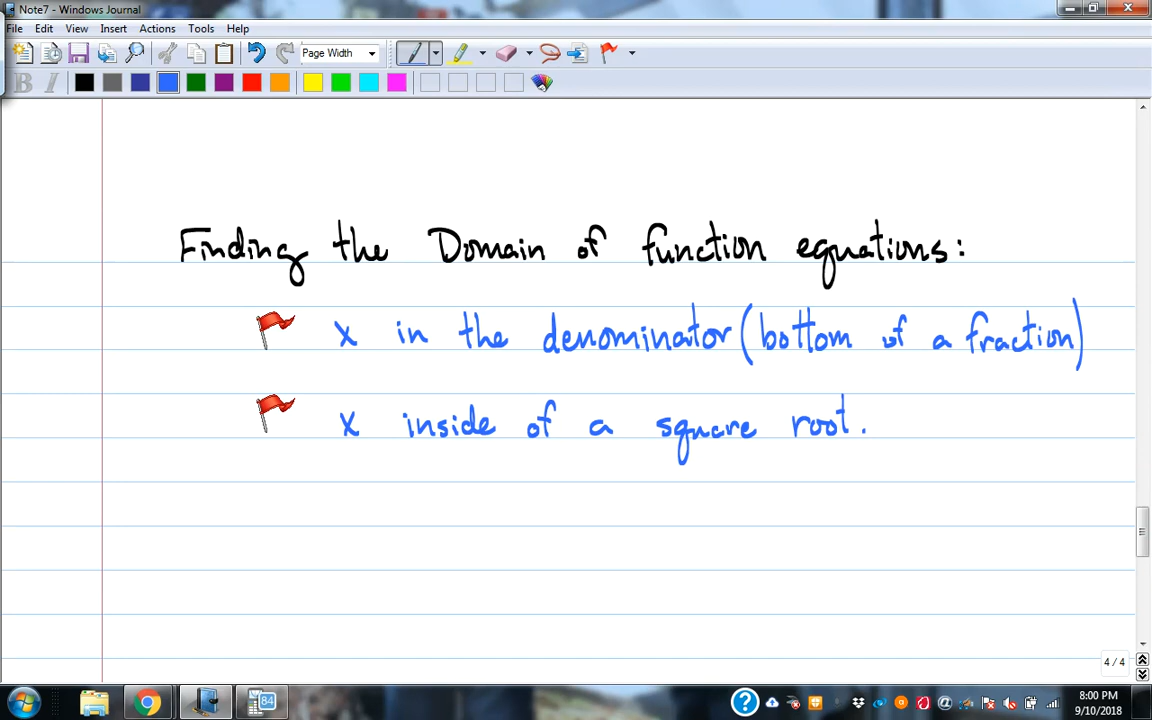 Note7 - Windows Journal
File Edit View Insert Actions Tools Help
Page Width
B I
Finding the Domain of function equations:
x in the denominator (bottom of a fraction)
x inside of a square root.
4 / 4
84
8:00 PM
9/10/2018